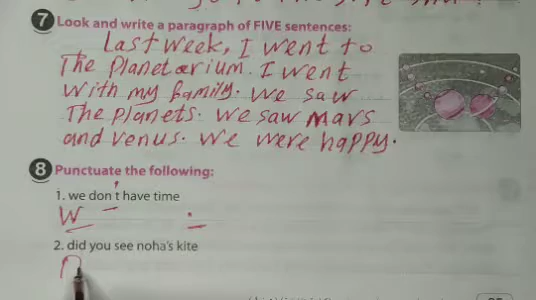 7 Look and write a paragraph of FIVE sentences:
Last week, I went to
The planetarium. I went
with my family. We saw
The planets. We saw mars
and venus. We were happy.
8 Punctuate the following:
1. we don't have time
W .
2. did you see noha's kite